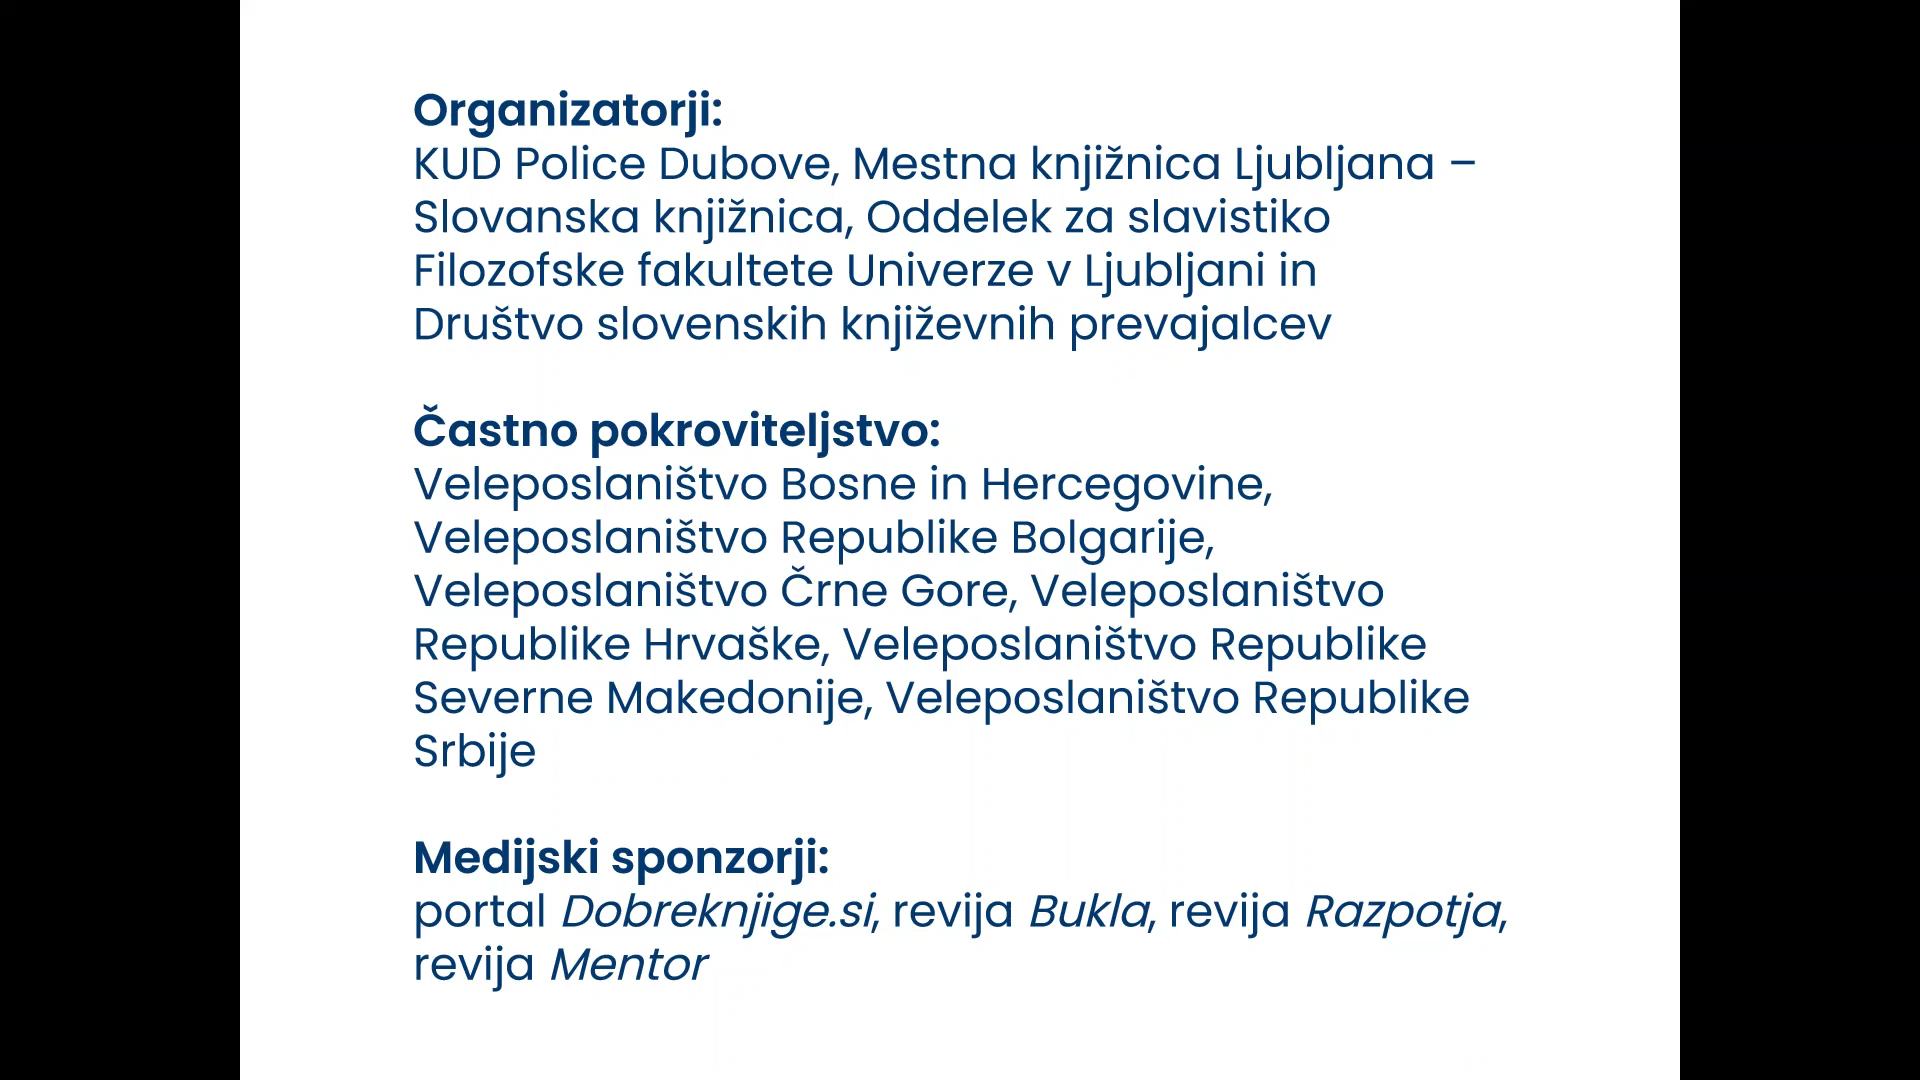 Organizatorji:
KUD Police Dubove, Mestna knjižnica Ljubljana –
Slovanska knjižnica, Oddelek za slavistiko
Filozofske fakultete Univerze v Ljubljani in
Društvo slovenskih književnih prevajalcev
Častno pokroviteljstvo:
Veleposlaništvo Bosne in Hercegovine,
Veleposlaništvo Republike Bolgarije,
Veleposlaništvo Črne Gore, Veleposlaništvo
Republike Hrvaške, Veleposlaništvo Republike
Severne Makedonije, Veleposlaništvo Republike
Srbije
Medijski sponzorji:
portal Dobreknjige.si, revija Bukla, revija Razpotja,
revija Mentor